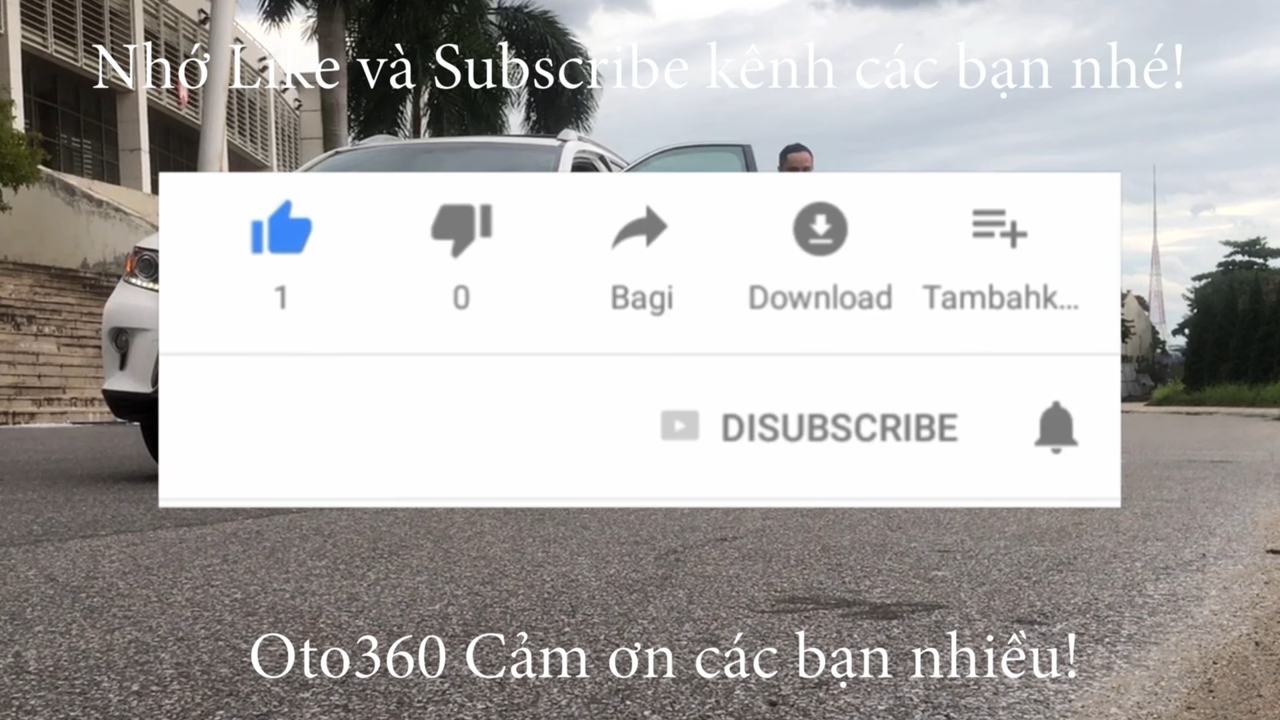 Nhớ Like và Subscribe kênh các bạn nhé!
1 0 Bagi Download Tambahk...
DISUBSCRIBE
Oto360 Cảm ơn các bạn nhiều!